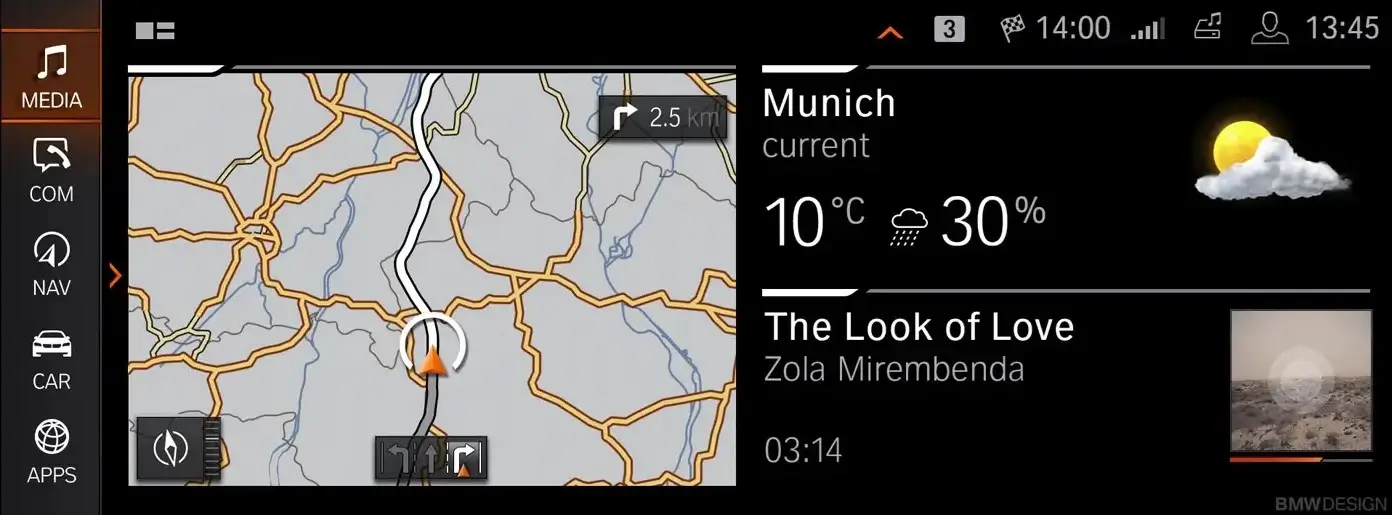 3
14:00
13:45
MEDIA
COM
NAV
CAR
APPS
2.5 km
Munich
current
10 °C 30 %
The Look of Love
Zola Mirembenda
03:14
BMWDESIGN